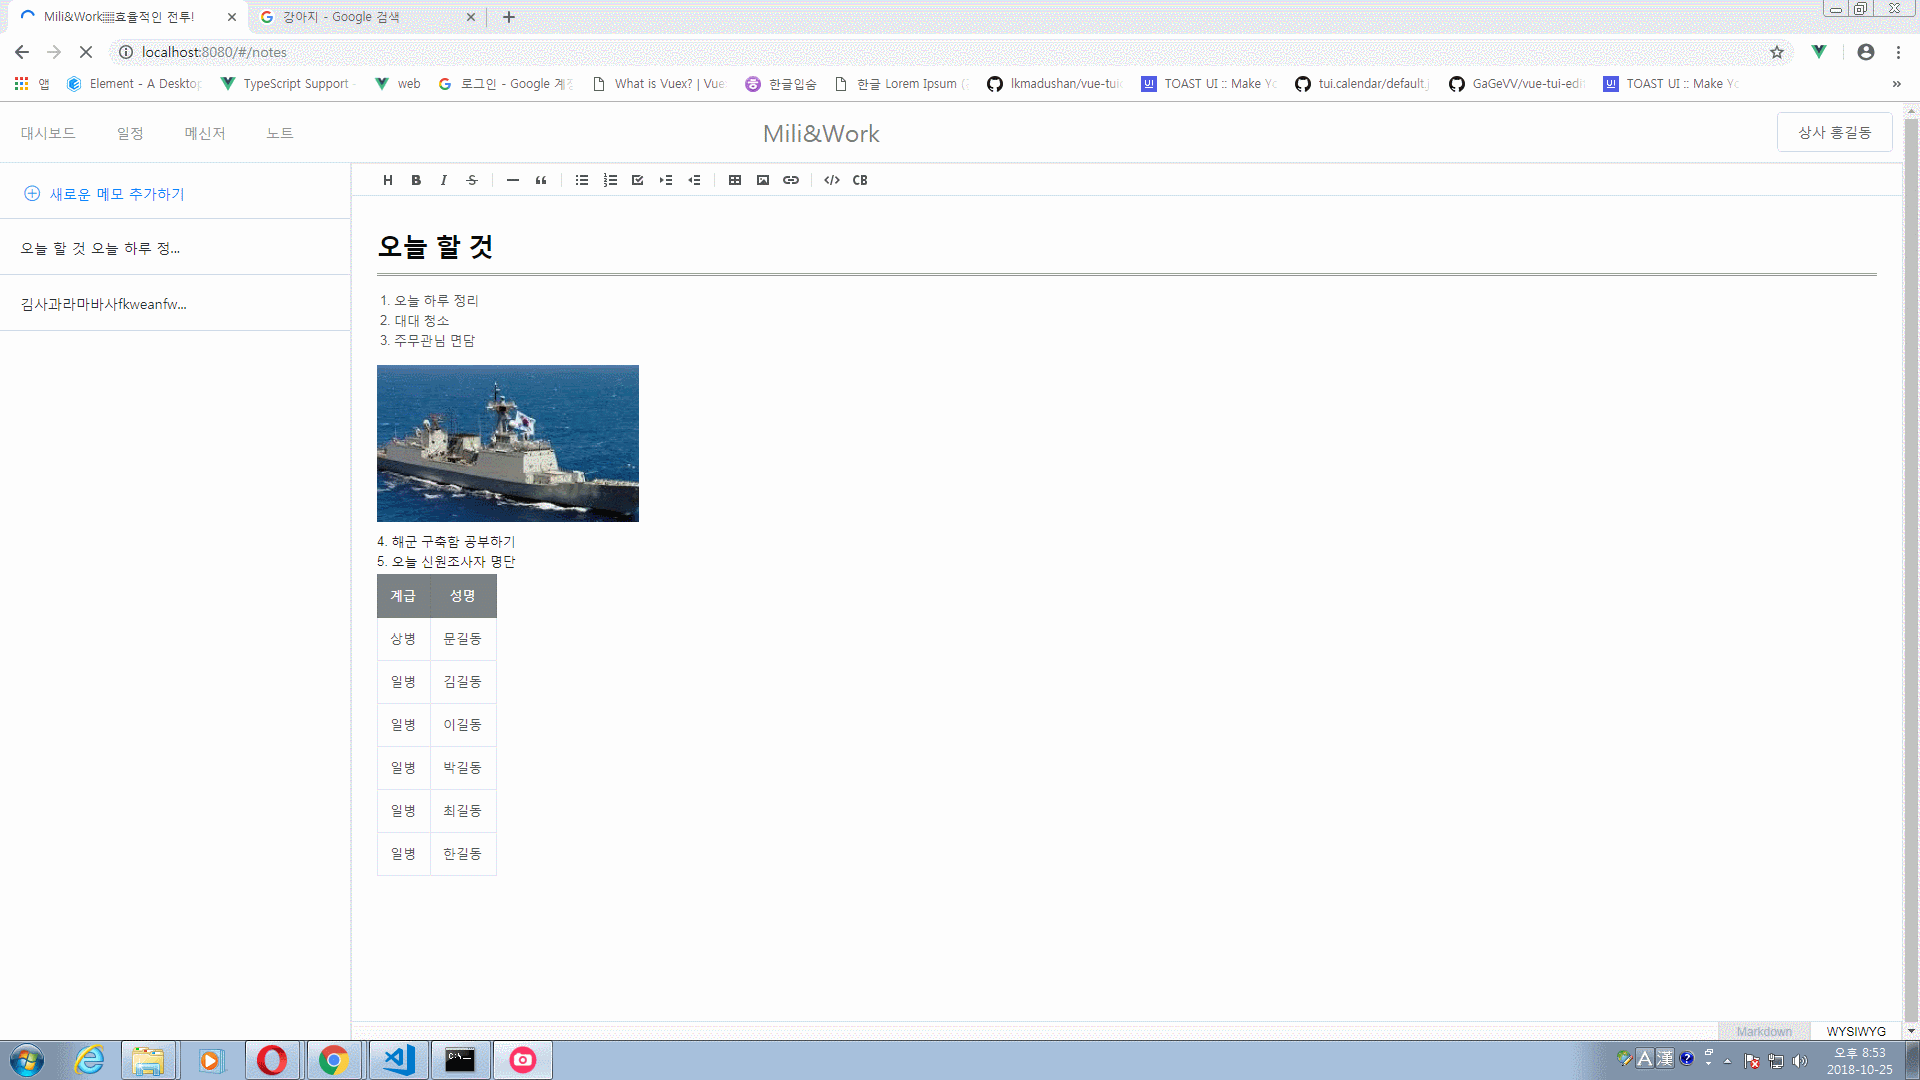 Mili&Work▒효율적인 전투!
강아지 - Google 검색
localhost:8080/#/notes
앱
Element - A Desktop
TypeScript Support -
web
로그인 - Google 계정
What is Vuex? | Vue
한글입숨
한글 Lorem Ipsum (
lkmadushan/vue-tui
TOAST UI :: Make Yo
tui.calendar/default.
GaGeVV/vue-tui-edit
TOAST UI :: Make Yo
»
대시보드 일정 메신저 노트
Mili&Work
상사 홍길동
새로운 메모 추가하기
오늘 할 것 오늘 하루 정...
김사과라마바사fkweanfw...
H B I S
CB
오늘 할 것
1. 오늘 하루 정리
2. 대대 청소
3. 주무관님 면담
4. 해군 구축함 공부하기
5. 오늘 신원조사자 명단
계급 성명
상병 문길동
일병 김길동
일병 이길동
일병 박길동
일병 최길동
일병 한길동
Markdown WYSIWYG
A 漢
오후 8:53
2018-10-25